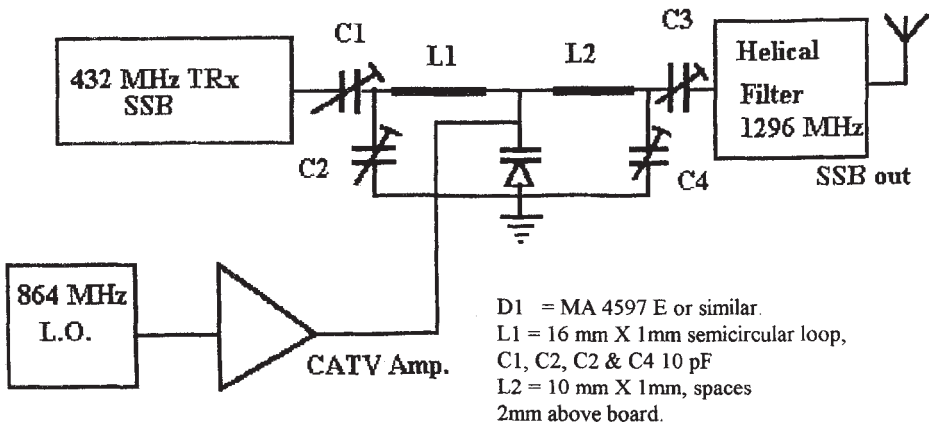 C1
L1
L2
C3
432 MHz TRx
SSB
Helical
Filter
1296 MHz
C2
C4
SSB out
864 MHz
L.O.
CATV Amp.
D1 = MA 4597 E or similar.
L1 = 16 mm X 1mm semicircular loop,
C1, C2, C2 & C4 10 pF
L2 = 10 mm X 1mm, spaces
2mm above board.